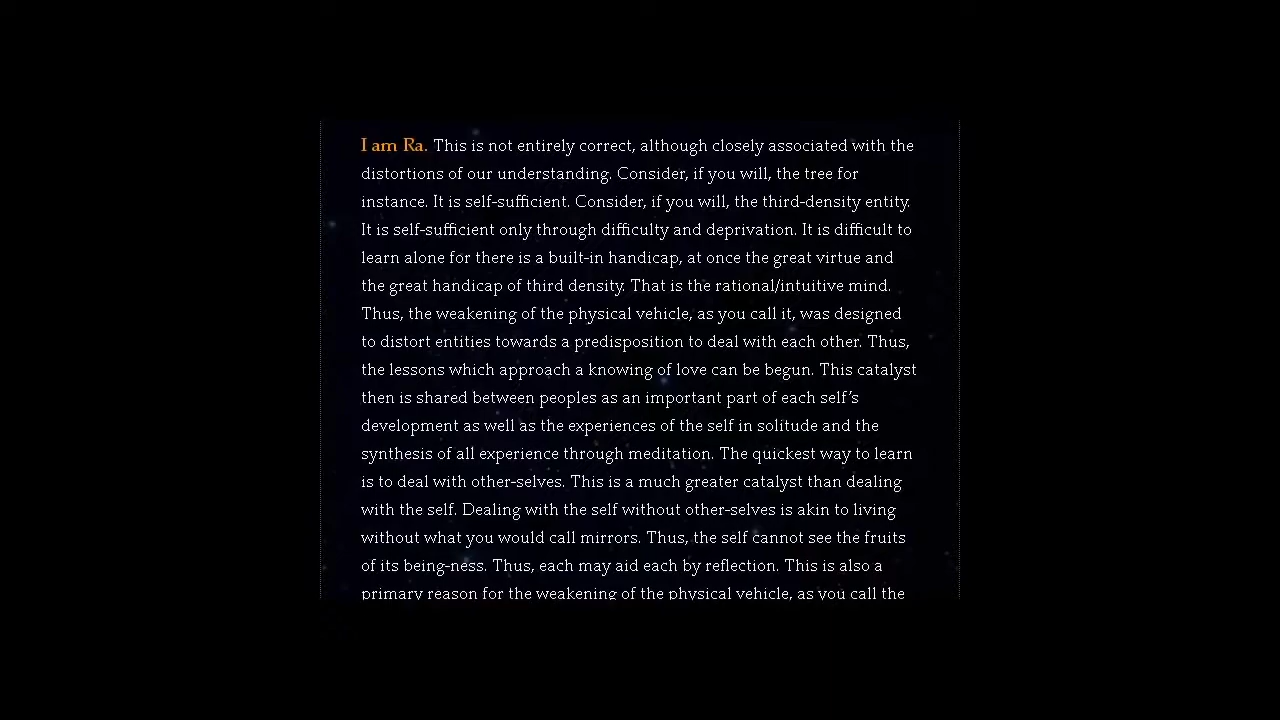 I am Ra. This is not entirely correct, although closely associated with the
distortions of our understanding. Consider, if you will, the tree for
instance. It is self-sufficient. Consider, if you will, the third-density entity.
It is self-sufficient only through difficulty and deprivation. It is difficult to
learn alone for there is a built-in handicap, at once the great virtue and
the great handicap of third density. That is the rational/intuitive mind.
Thus, the weakening of the physical vehicle, as you call it, was designed
to distort entities towards a predisposition to deal with each other. Thus,
the lessons which approach a knowing of love can be begun. This catalyst
then is shared between peoples as an important part of each self’s
development as well as the experiences of the self in solitude and the
synthesis of all experience through meditation. The quickest way to learn
is to deal with other-selves. This is a much greater catalyst than dealing
with the self. Dealing with the self without other-selves is akin to living
without what you would call mirrors. Thus, the self cannot see the fruits
of its being-ness. Thus, each may aid each by reflection. This is also a
primary reason for the weakening of the physical vehicle, as you call the